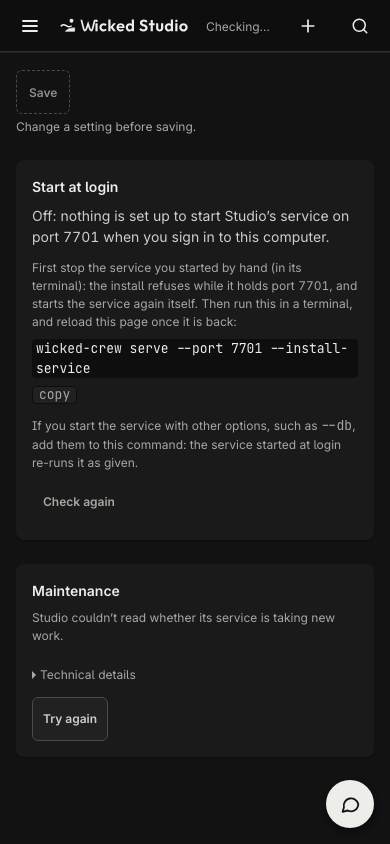 Wicked Studio
Checking...
Save
Change a setting before saving.
Start at login
Off: nothing is set up to start Studio's service on
port 7701 when you sign in to this computer.
First stop the service you started by hand (in its
terminal): the install refuses while it holds port 7701, and
starts the service again itself. Then run this in a terminal,
and reload this page once it is back:
wicked-crew serve --port 7701 --install-
service
copy
If you start the service with other options, such as --db,
add them to this command: the service started at login
re-runs it as given.
Check again
Maintenance
Studio couldn't read whether its service is taking new
work.
Technical details
Try again